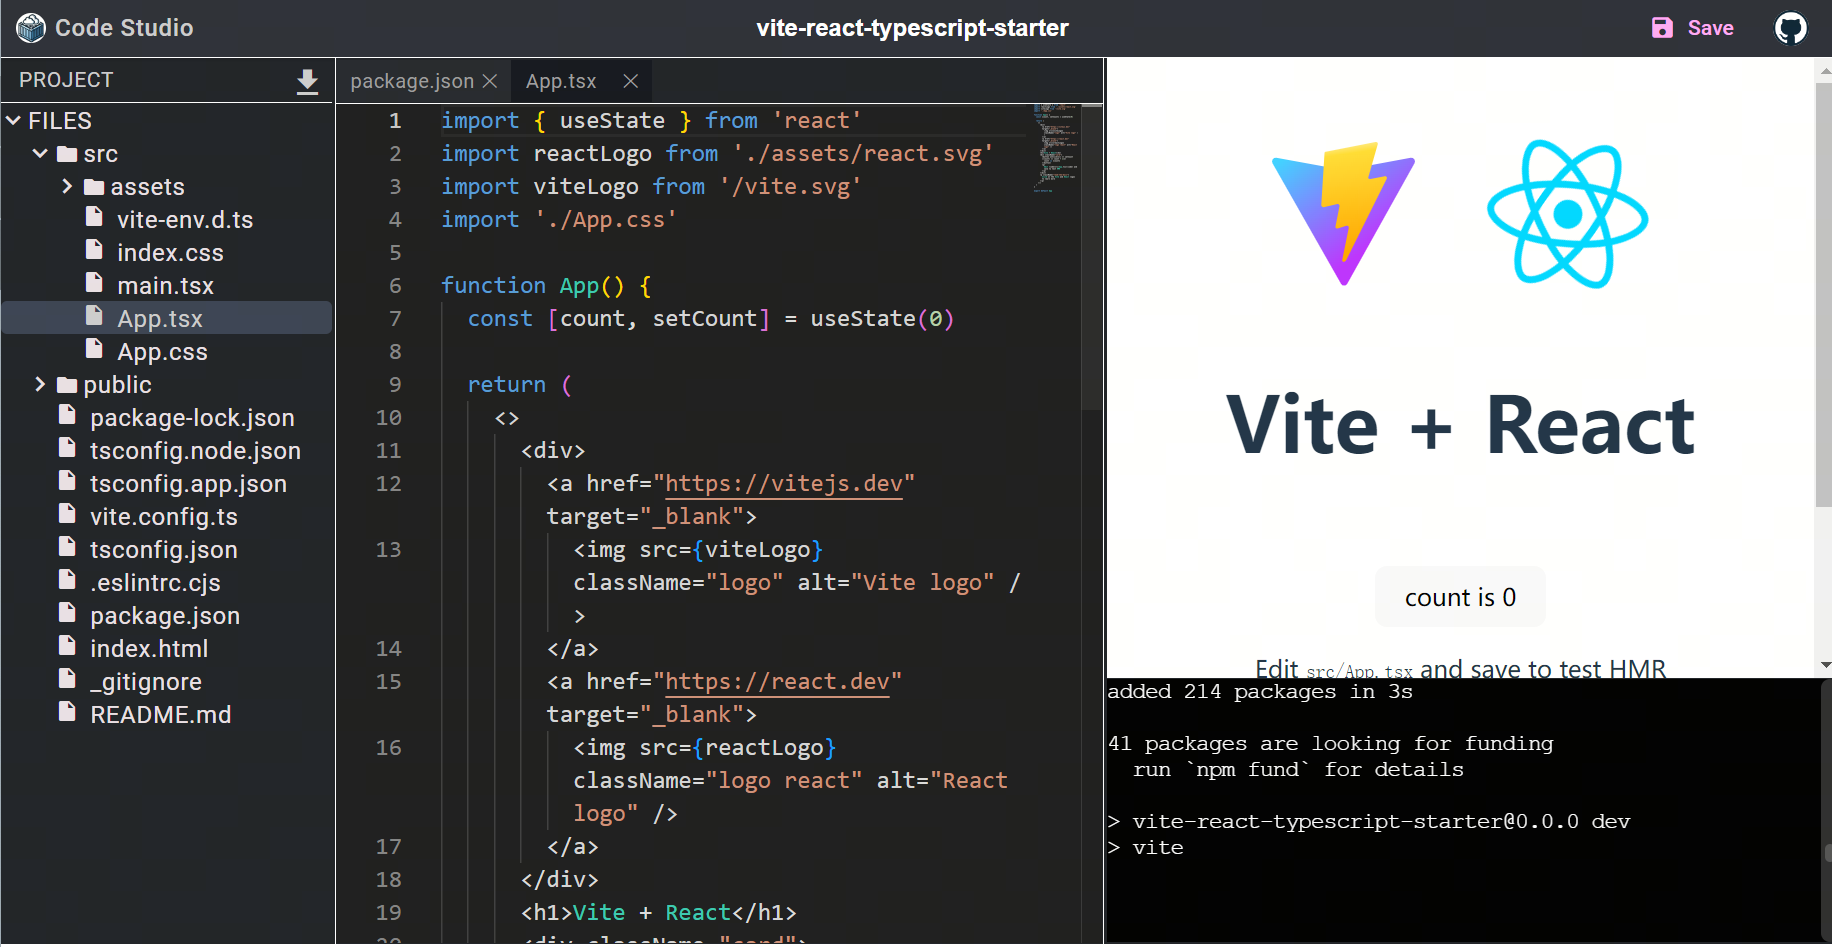 Code Studio
vite-react-typescript-starter
Save
PROJECT
FILES
src
assets
vite-env.d.ts
index.css
main.tsx
App.tsx
App.css
public
package-lock.json
tsconfig.node.json
tsconfig.app.json
vite.config.ts
tsconfig.json
.eslintrc.cjs
package.json
index.html
_gitignore
README.md
package.json
App.tsx
1 import { useState } from 'react'
2 import reactLogo from './assets/react.svg'
3 import viteLogo from '/vite.svg'
4 import './App.css'
5
6 function App() {
7 const [count, setCount] = useState(0)
8
9 return (
10 <>
11 <div>
12 <a href="https://vitejs.dev"
target="_blank">
13 <img src={viteLogo}
className="logo" alt="Vite logo" /
>
14 </a>
15 <a href="https://react.dev"
target="_blank">
16 <img src={reactLogo}
className="logo react" alt="React
logo" />
17 </a>
18 </div>
19 <h1>Vite + React</h1>
20 <div className="card">
Vite + React
count is 0
Edit src/App.tsx and save to test HMR
added 214 packages in 3s
41 packages are looking for funding
run `npm fund` for details
> vite-react-typescript-starter@0.0.0 dev
> vite